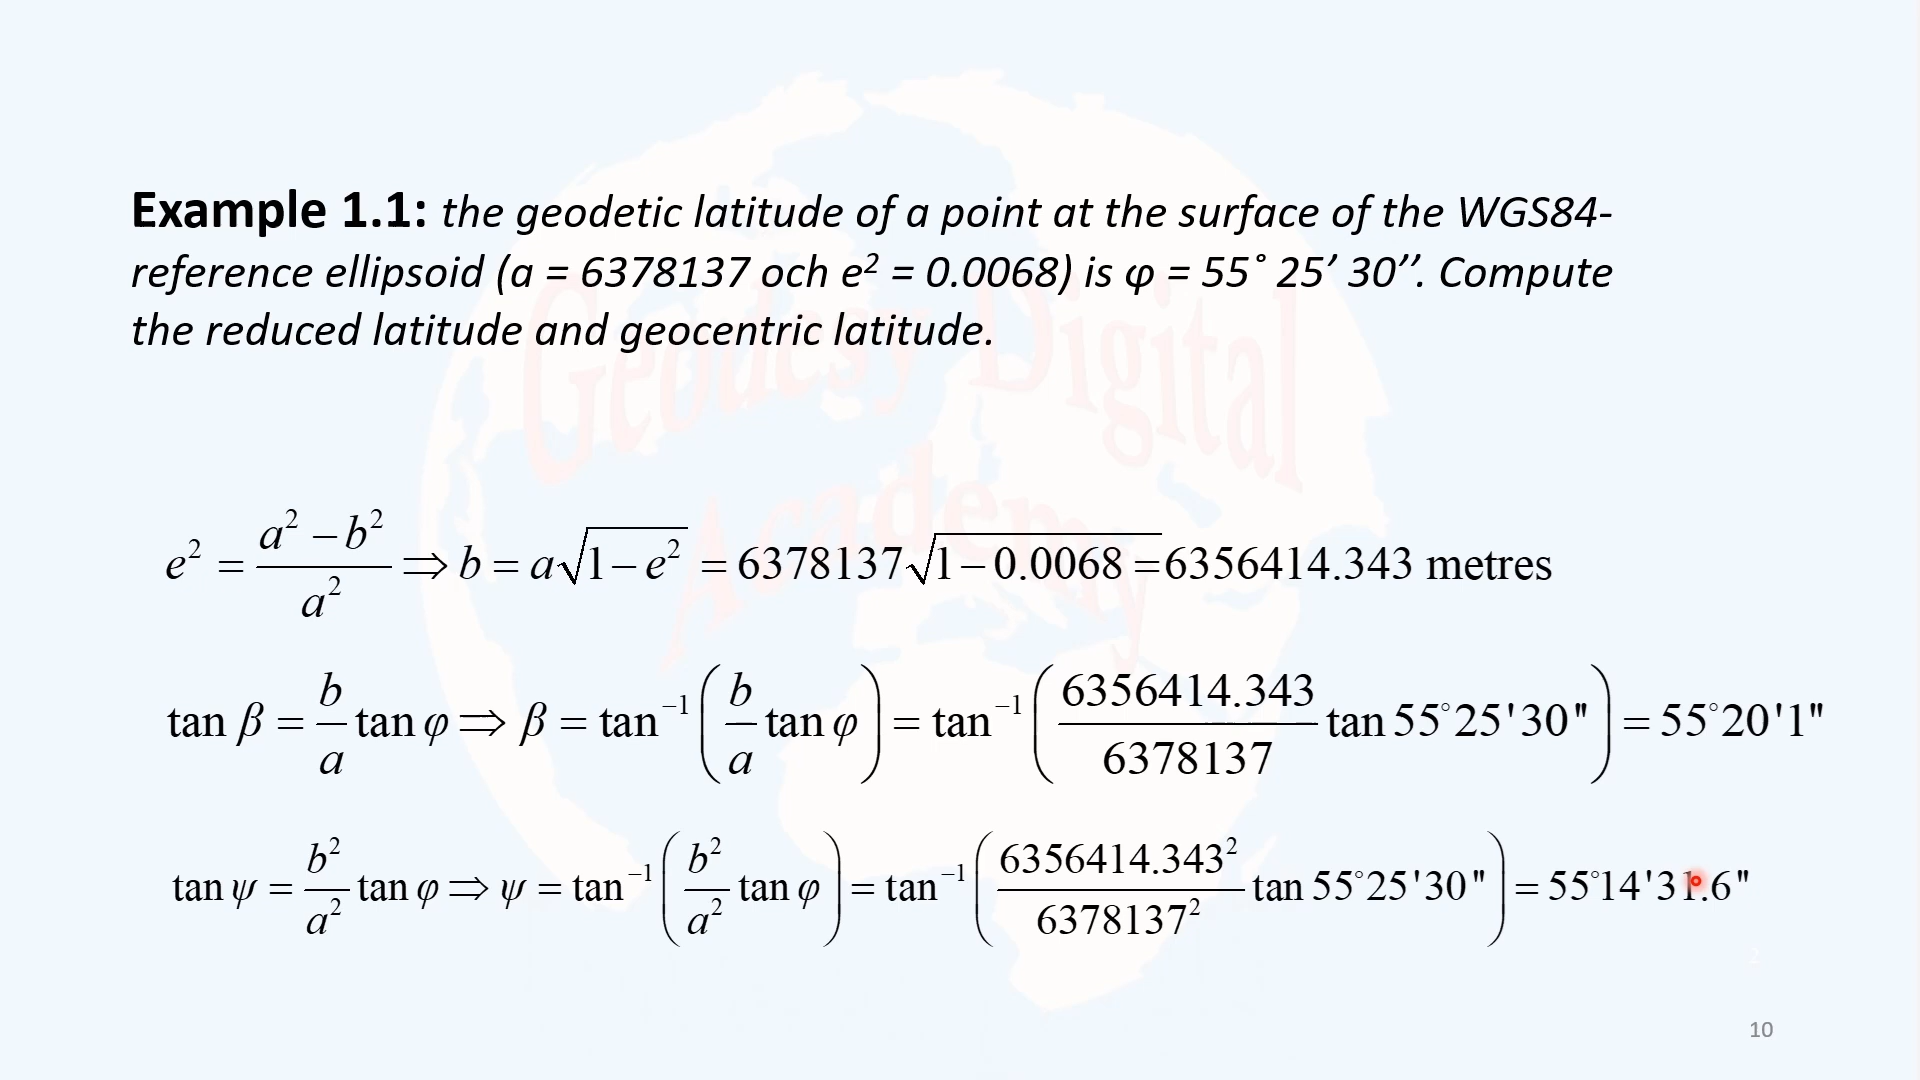 Example 1.1: the geodetic latitude of a point at the surface of the WGS84-
reference ellipsoid (a = 6378137 och e² = 0.0068) is φ = 55˚ 25’ 30’’. Compute
the reduced latitude and geocentric latitude.
Geodesy Digital
Academy
e² = (a² − b²)/a² ⇒ b = a√(1 − e²) = 6378137√(1 − 0.0068) = 6356414.343 metres
tan β = b/a tan φ ⇒ β = tan⁻¹(b/a tan φ) = tan⁻¹(6356414.343/6378137 tan 55°25'30") = 55°20'1"
tan ψ = b²/a² tan φ ⇒ ψ = tan⁻¹(b²/a² tan φ) = tan⁻¹(6356414.343²/6378137² tan 55°25'30") = 55°14'31.6"
2
10